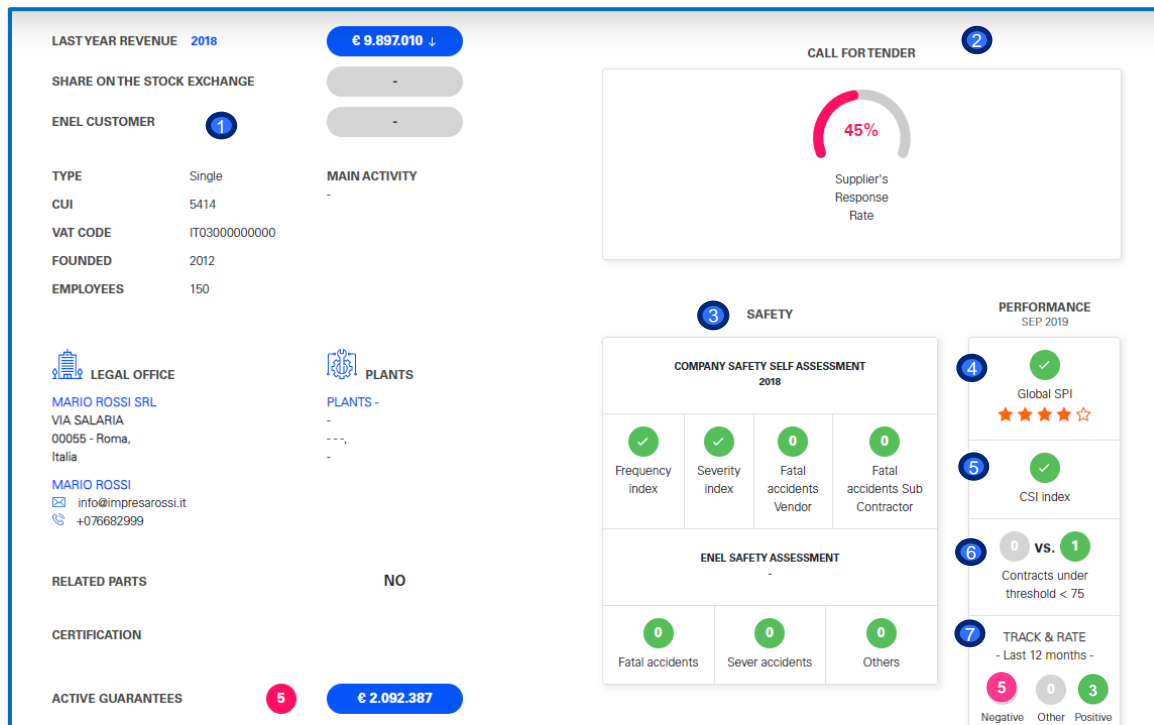 LAST YEAR REVENUE 2018 € 9.897.010 ↓
SHARE ON THE STOCK EXCHANGE -
ENEL CUSTOMER -
1
TYPE Single
CUI 5414
VAT CODE IT03000000000
FOUNDED 2012
EMPLOYEES 150
MAIN ACTIVITY
-
LEGAL OFFICE
MARIO ROSSI SRL
VIA SALARIA
00055 - Roma,
Italia
MARIO ROSSI
info@impresarossi.it
+076682999
PLANTS
PLANTS -
-
- - -,
-
RELATED PARTS NO
CERTIFICATION
ACTIVE GUARANTEES 5 € 2.092.387
2
CALL FOR TENDER
45%
Supplier's
Response
Rate
3 SAFETY
COMPANY SAFETY SELF ASSESSMENT
2018
Frequency
index
Severity
index
0
Fatal
accidents
Vendor
0
Fatal
accidents Sub
Contractor
ENEL SAFETY ASSESSMENT
-
0
Fatal accidents
0
Sever accidents
0
Others
PERFORMANCE
SEP 2019
4
Global SPI
5
CSI index
6
0 VS. 1
Contracts under
threshold < 75
7
TRACK & RATE
- Last 12 months -
5 0 3
Negative Other Positive